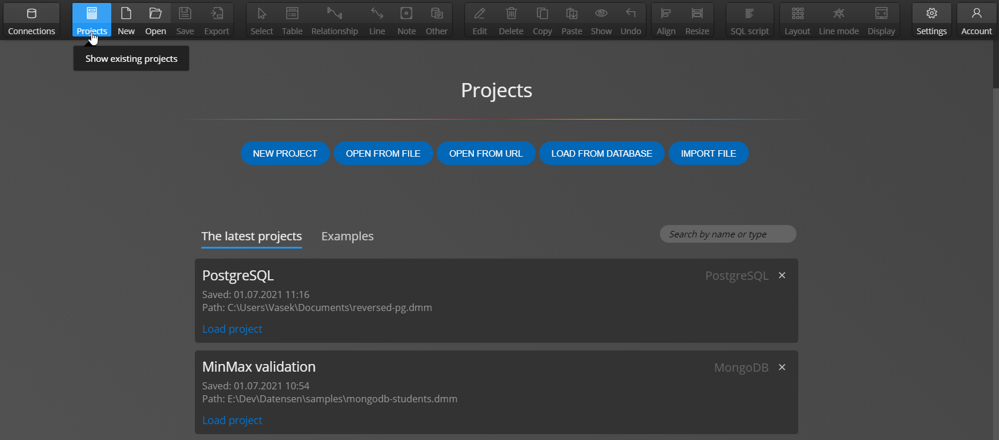 Connections Projects New Open Save Export Select Table Relationship Line Note Other Edit Delete Copy Paste Show Undo Align Resize SQL script Layout Line mode Display Settings Account
Show existing projects
Projects
NEW PROJECT OPEN FROM FILE OPEN FROM URL LOAD FROM DATABASE IMPORT FILE
The latest projects Examples Search by name or type
PostgreSQL PostgreSQL ×
Saved: 01.07.2021 11:16
Path: C:\Users\Vasek\Documents\reversed-pg.dmm
Load project
MinMax validation MongoDB ×
Saved: 01.07.2021 10:54
Path: E:\Dev\Datensen\samples\mongodb-students.dmm
Load project